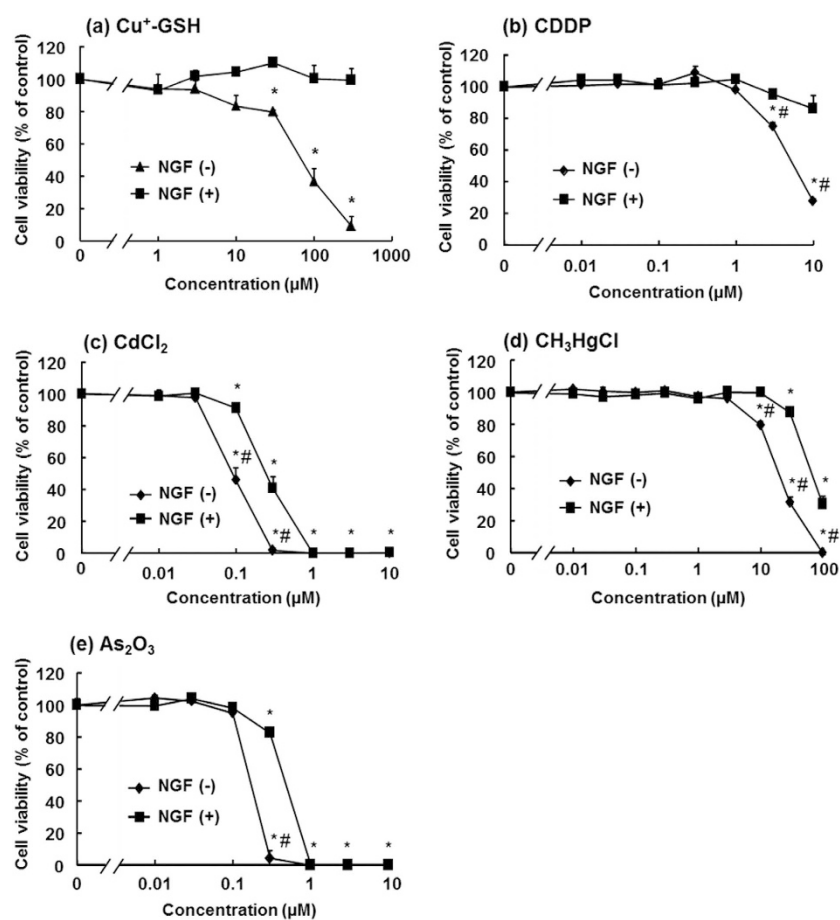 (a) Cu⁺-GSH
Cell viability (% of control)
120
100
80
60
40
20
0
*
*
*
NGF (-)
NGF (+)
0 1 10 100 1000
Concentration (µM)
(b) CDDP
Cell viability (% of control)
120
100
80
60
40
20
0
*#
*#
NGF (-)
NGF (+)
0 0.01 0.1 1 10
Concentration (µM)
(c) CdCl₂
Cell viability (% of control)
120
100
80
60
40
20
0
*
*#
*
*#
* * *
NGF (-)
NGF (+)
0 0.01 0.1 1 10
Concentration (µM)
(d) CH₃HgCl
Cell viability (% of control)
120
100
80
60
40
20
0
*
*#
*#
*
*#
NGF (-)
NGF (+)
0 0.01 0.1 1 10 100
Concentration (µM)
(e) As₂O₃
Cell viability (% of control)
120
100
80
60
40
20
0
*
*#
* * *
NGF (-)
NGF (+)
0 0.01 0.1 1 10
Concentration (µM)